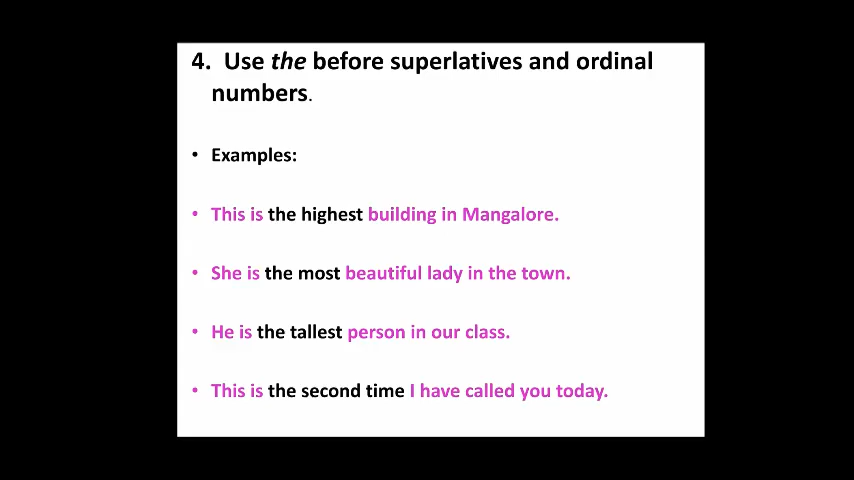 4. Use the before superlatives and ordinal
numbers.
• Examples:
• This is the highest building in Mangalore.
• She is the most beautiful lady in the town.
• He is the tallest person in our class.
• This is the second time I have called you today.